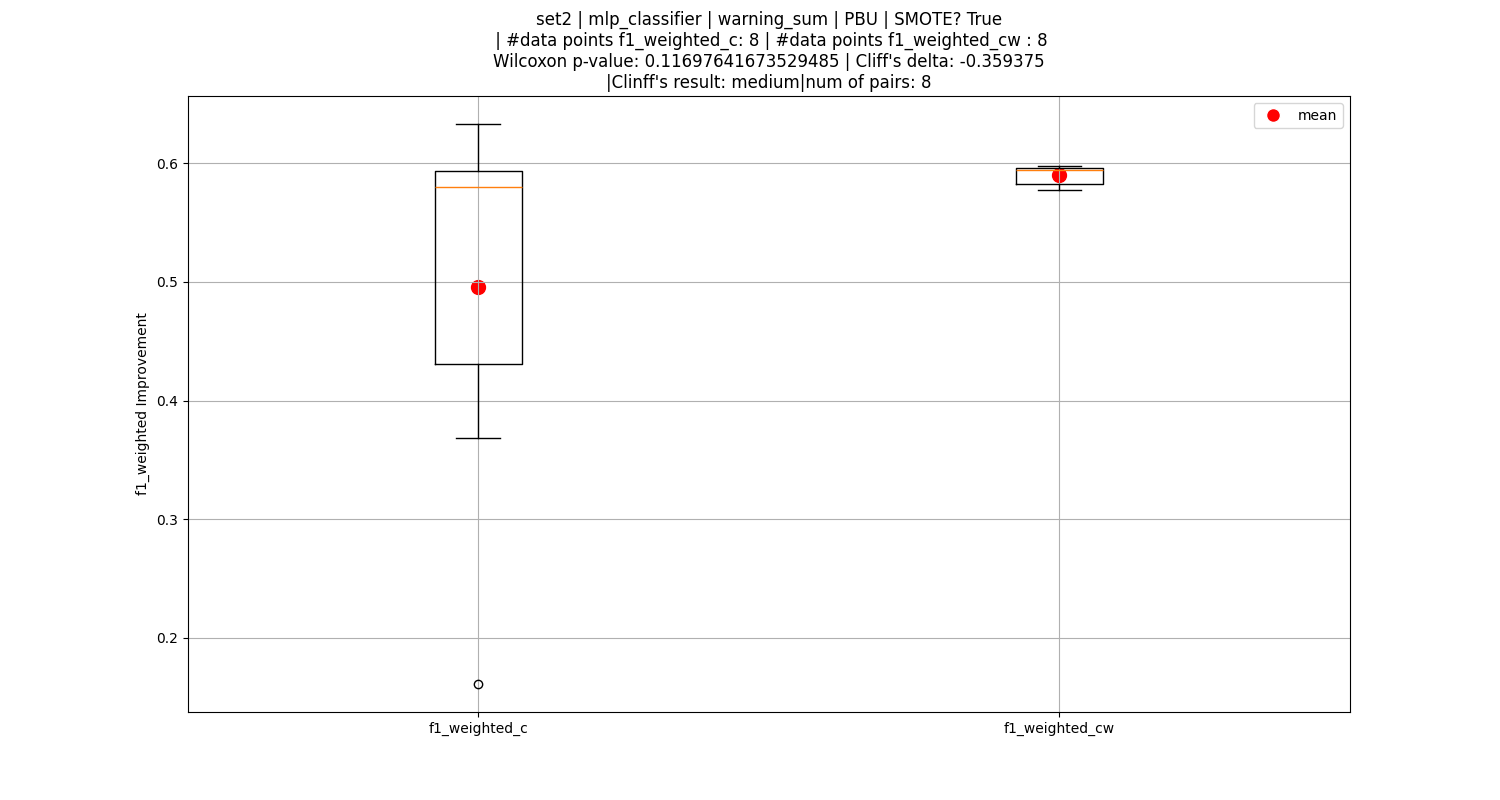 set2 | mlp_classifier | warning_sum | PBU | SMOTE? True
| #data points f1_weighted_c: 8 | #data points f1_weighted_cw : 8
Wilcoxon p-value: 0.11697641673529485 | Cliff's delta: -0.359375
|Clinff's result: medium|num of pairs: 8
mean
0.6
0.5
0.4
0.3
0.2
f1_weighted Improvement
f1_weighted_c
f1_weighted_cw